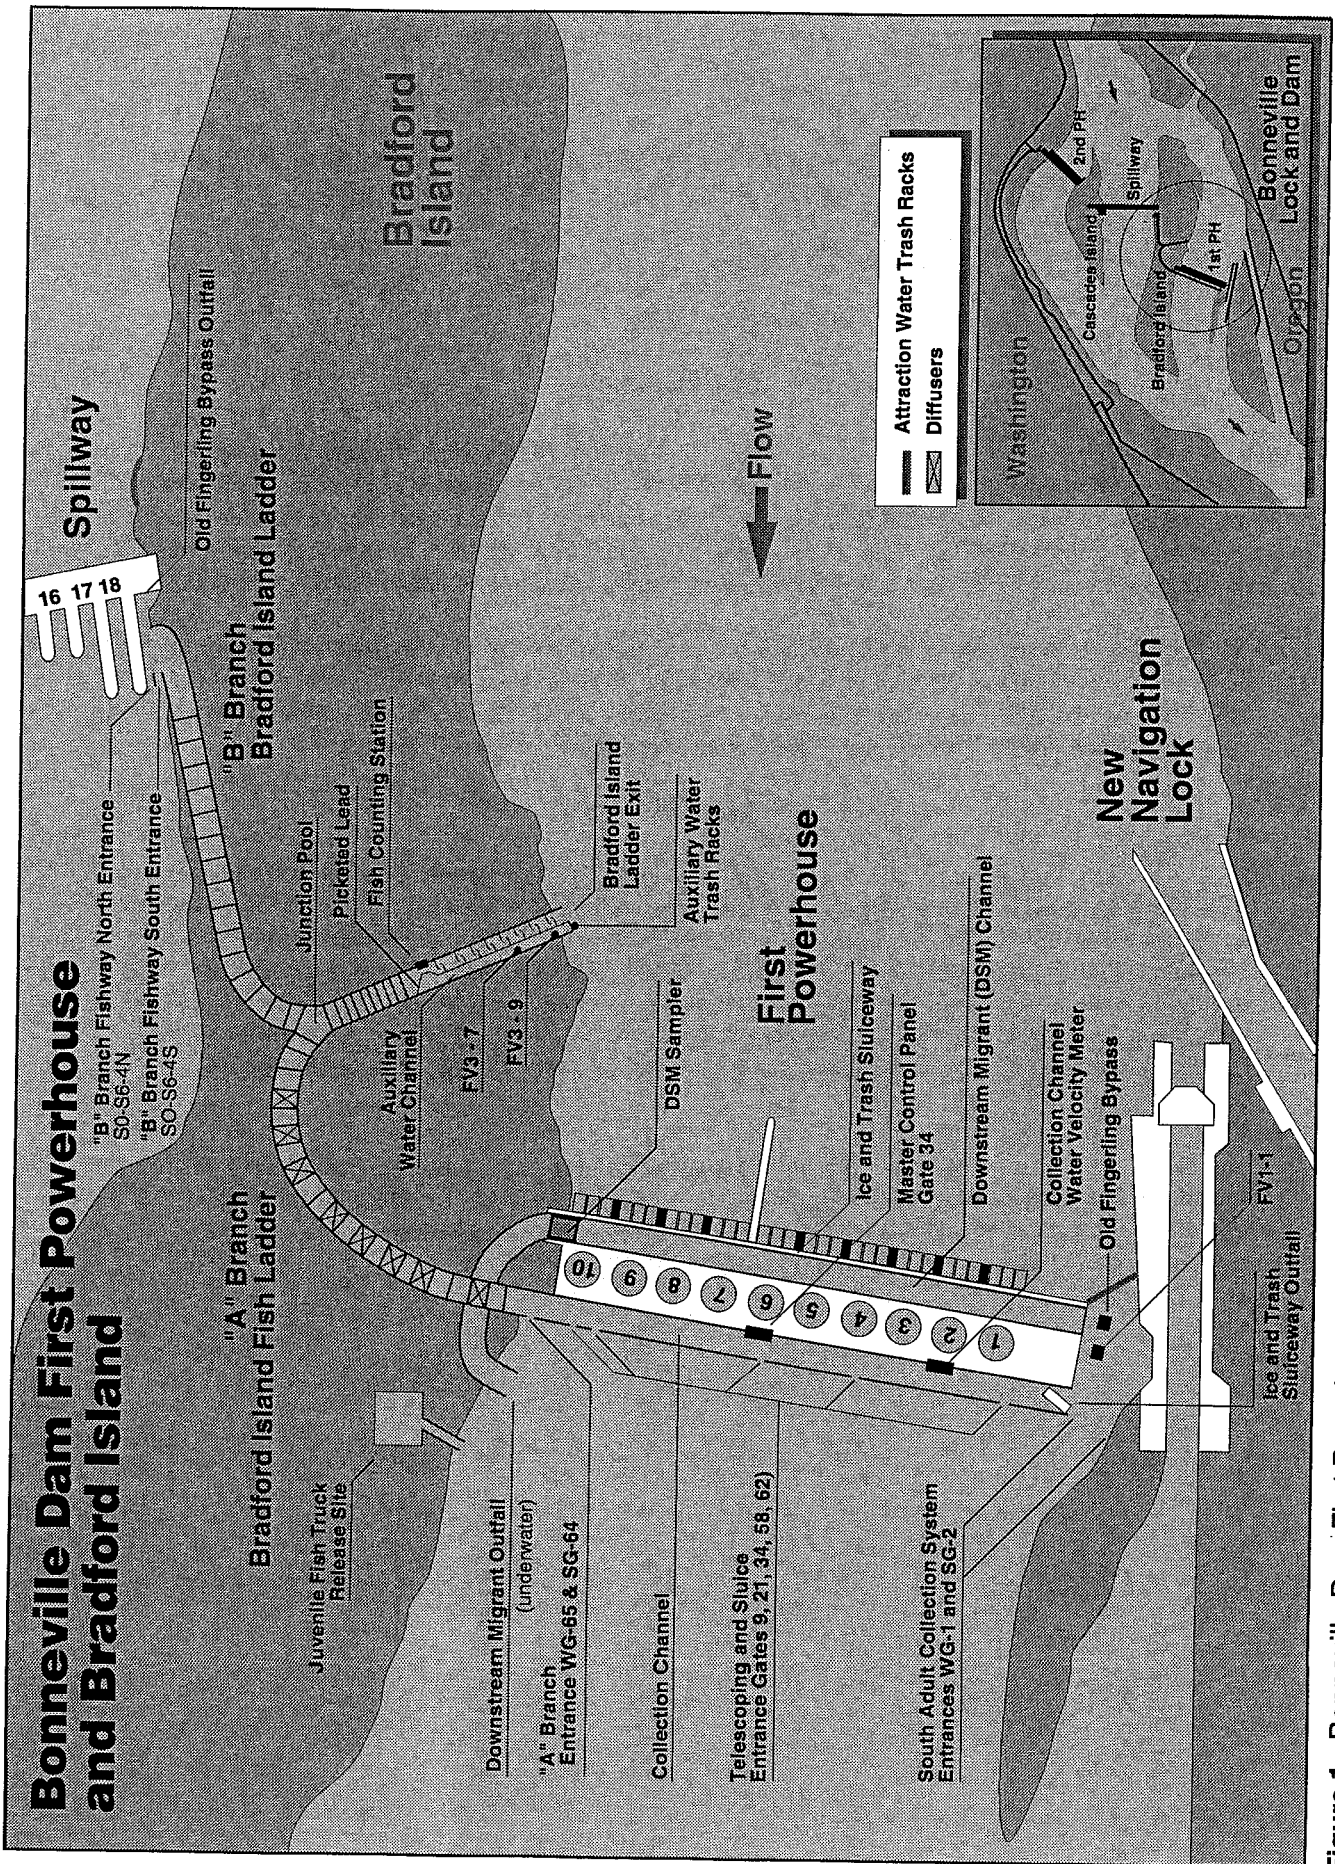 Bonneville Dam First Powerhouse
and Bradford Island
Spillway
16
17
18
Old Fingerling Bypass Outfall
"B" Branch Fishway North Entrance
S0-S6-4N
"B" Branch Fishway South Entrance
SO-S6-4S
"B" Branch
Bradford Island Ladder
Bradford
Island
"A" Branch
Bradford Island Fish Ladder
Junction Pool
Picketed Lead
Fish Counting Station
Auxiliary
Water Channel
FV3 - 7
FV3 - 9
Bradford Island
Ladder Exit
Auxiliary Water
Trash Racks
Juvenile Fish Truck
Release Site
Downstream Migrant Outfall
(underwater)
"A" Branch
Entrance WG-65 & SG-64
Collection Channel
Telescoping and Sluice
Entrance Gates 9, 21, 34, 58, 62)
South Adult Collection System
Entrances WG-1 and SG-2
DSM Sampler
First
Powerhouse
10
9
8
7
6
5
4
3
2
1
Flow
Ice and Trash Sluiceway
Master Control Panel
Gate 34
Downstream Migrant (DSM) Channel
Collection Channel
Water Velocity Meter
Old Fingerling Bypass
FV1-1
Ice and Trash
Sluiceway Outfall
New
Navigation
Lock
Attraction Water Trash Racks
Diffusers
Washington
Cascades Island
Bradford Island
2nd PH
Spillway
1st PH
Oregon
Bonneville
Lock and Dam